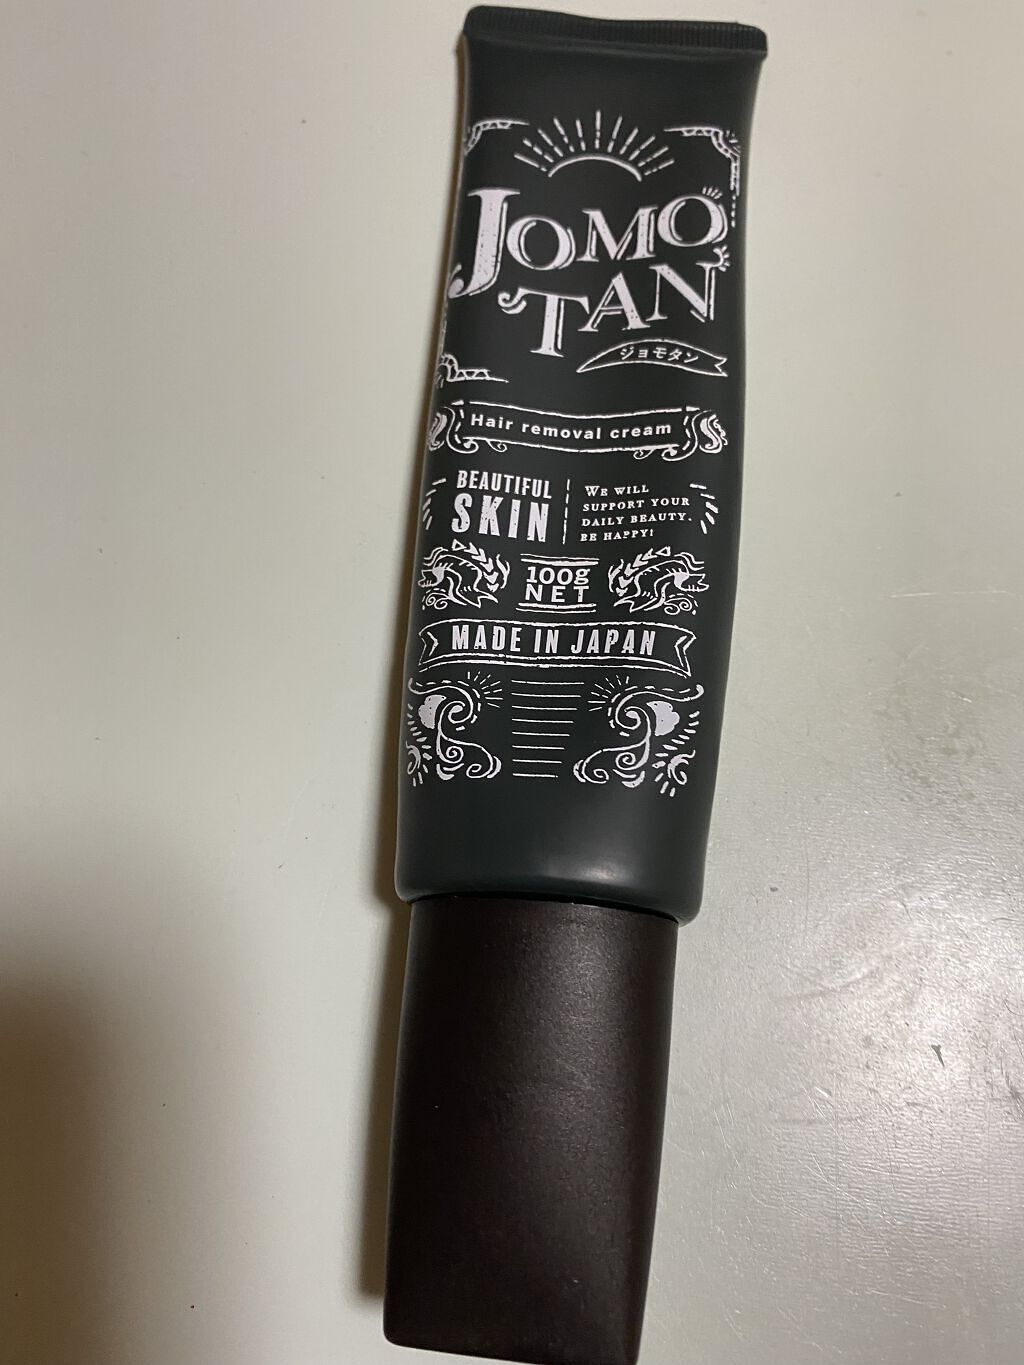 JOMO
TAN
ジョモタン
Hair removal cream
BEAUTIFUL
SKIN
WE WILL
SUPPORT YOUR
DAILY BEAUTY.
BE HAPPY!
100g
NET
MADE IN JAPAN